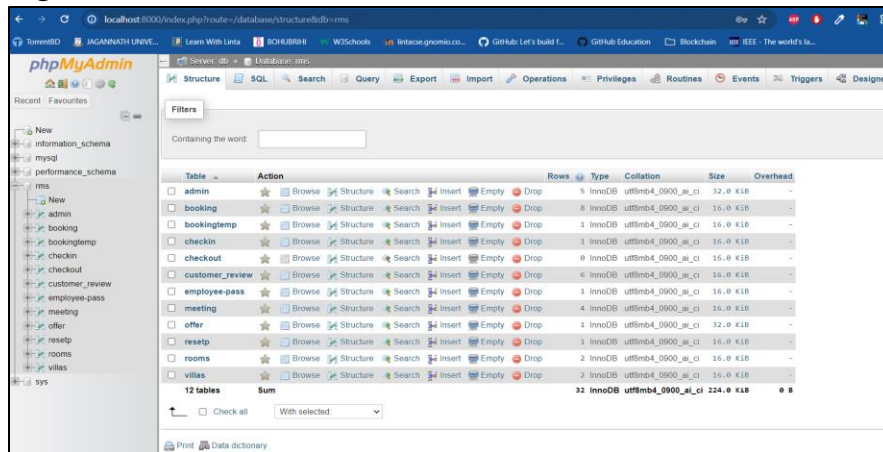 localhost:8000/index.php?route=/database/structure&db=rms
TorrentBD JAGANNATH UNIVE... Learn With Linta BOHUBRIHI W3Schools lintacse.gnomio.co... GitHub: Let's build f... GitHub Education Blockchain IEEE - The world's la...
phpMyAdmin
Recent Favourites
New
information_schema
mysql
performance_schema
rms
New
admin
booking
bookingtemp
checkin
checkout
customer_review
employee-pass
meeting
offer
resetp
rooms
villas
sys
Server: db » Database: rms
Structure SQL Search Query Export Import Operations Privileges Routines Events Triggers Designe
Filters
Containing the word:
Table Action Rows Type Collation Size Overhead
admin Browse Structure Search Insert Empty Drop 5 InnoDB utf8mb4_0900_ai_ci 32.0 KiB -
booking Browse Structure Search Insert Empty Drop 8 InnoDB utf8mb4_0900_ai_ci 16.0 KiB -
bookingtemp Browse Structure Search Insert Empty Drop 1 InnoDB utf8mb4_0900_ai_ci 16.0 KiB -
checkin Browse Structure Search Insert Empty Drop 1 InnoDB utf8mb4_0900_ai_ci 16.0 KiB -
checkout Browse Structure Search Insert Empty Drop 0 InnoDB utf8mb4_0900_ai_ci 16.0 KiB -
customer_review Browse Structure Search Insert Empty Drop 6 InnoDB utf8mb4_0900_ai_ci 16.0 KiB -
employee-pass Browse Structure Search Insert Empty Drop 1 InnoDB utf8mb4_0900_ai_ci 16.0 KiB -
meeting Browse Structure Search Insert Empty Drop 4 InnoDB utf8mb4_0900_ai_ci 16.0 KiB -
offer Browse Structure Search Insert Empty Drop 1 InnoDB utf8mb4_0900_ai_ci 32.0 KiB -
resetp Browse Structure Search Insert Empty Drop 1 InnoDB utf8mb4_0900_ai_ci 16.0 KiB -
rooms Browse Structure Search Insert Empty Drop 2 InnoDB utf8mb4_0900_ai_ci 16.0 KiB -
villas Browse Structure Search Insert Empty Drop 2 InnoDB utf8mb4_0900_ai_ci 16.0 KiB -
12 tables Sum 32 InnoDB utf8mb4_0900_ai_ci 224.0 KiB 0 B
Check all With selected:
Print Data dictionary